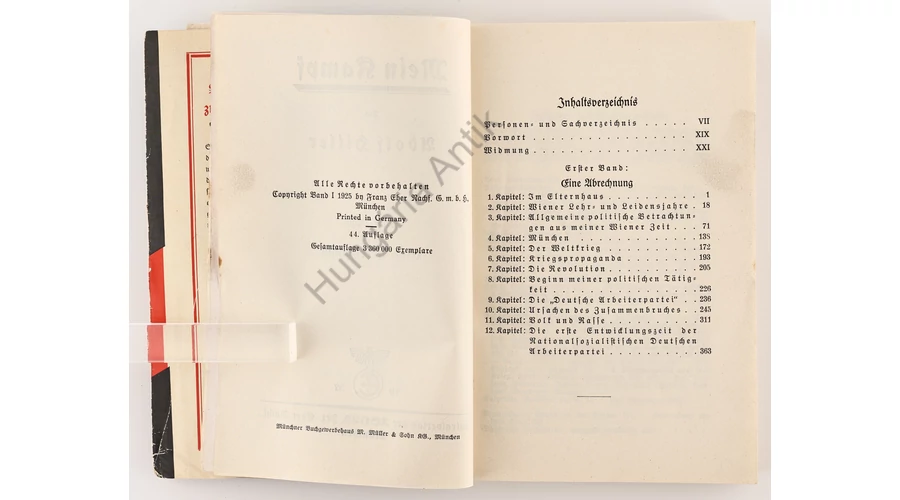 Alle Rechte vorbehalten
Copyright Band I 1925 by Franz Eher Nachf. G.m.b.H.
München
Printed in Germany
44. Auflage
Gesamtauflage 3 360 000 Exemplare
Münchner Buchgewerbehaus M. Müller & Sohn KG., München
Inhaltsverzeichnis
Personen- und Sachverzeichnis . . . . . VII
Vorwort . . . . . . . . . . . . . XIX
Widmung . . . . . . . . . . . . . XXI
Erster Band:
Eine Abrechnung
1. Kapitel: Im Elternhaus . . . . . . . . . 1
2. Kapitel: Wiener Lehr- und Leidensjahre . 18
3. Kapitel: Allgemeine politische Betrachtun-
gen aus meiner Wiener Zeit . . 71
4. Kapitel: München . . . . . . . . . . . 138
5. Kapitel: Der Weltkrieg . . . . . . . . . 172
6. Kapitel: Kriegspropaganda . . . . . . . 193
7. Kapitel: Die Revolution . . . . . . . . . 205
8. Kapitel: Beginn meiner politischen Tätig-
keit . . . . . . . . . . . . . . 226
9. Kapitel: Die „Deutsche Arbeiterpartei“ . . 236
10. Kapitel: Ursachen des Zusammenbruches . . 245
11. Kapitel: Volk und Rasse . . . . . . . . . 311
12. Kapitel: Die erste Entwicklungszeit der
Nationalsozialistischen Deutschen
Arbeiterpartei . . . . . . . . . 363
Hungaria Antik